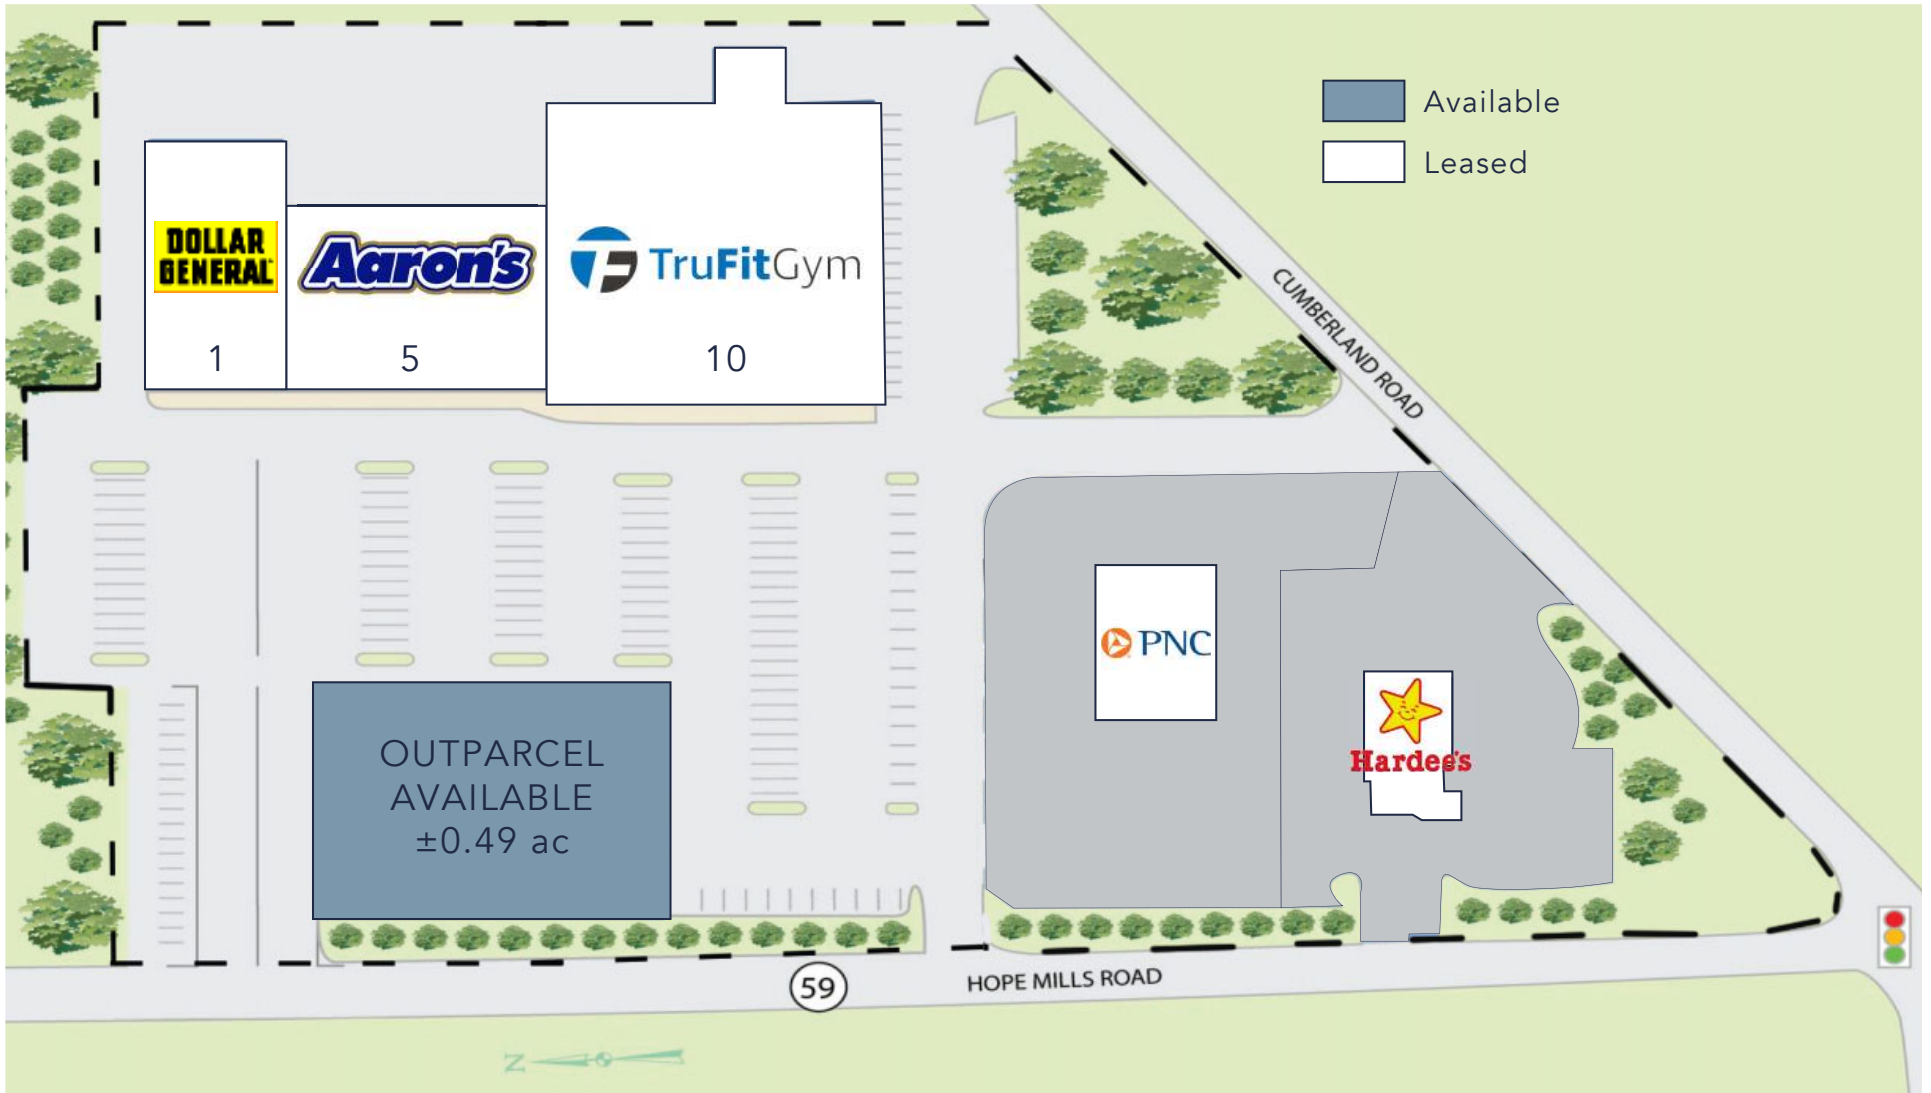 Available
Leased
DOLLAR
GENERAL
Aaron's
TruFitGym
1
5
10
CUMBERLAND ROAD
PNC
Hardee's
OUTPARCEL
AVAILABLE
±0.49 ac
59
HOPE MILLS ROAD
N